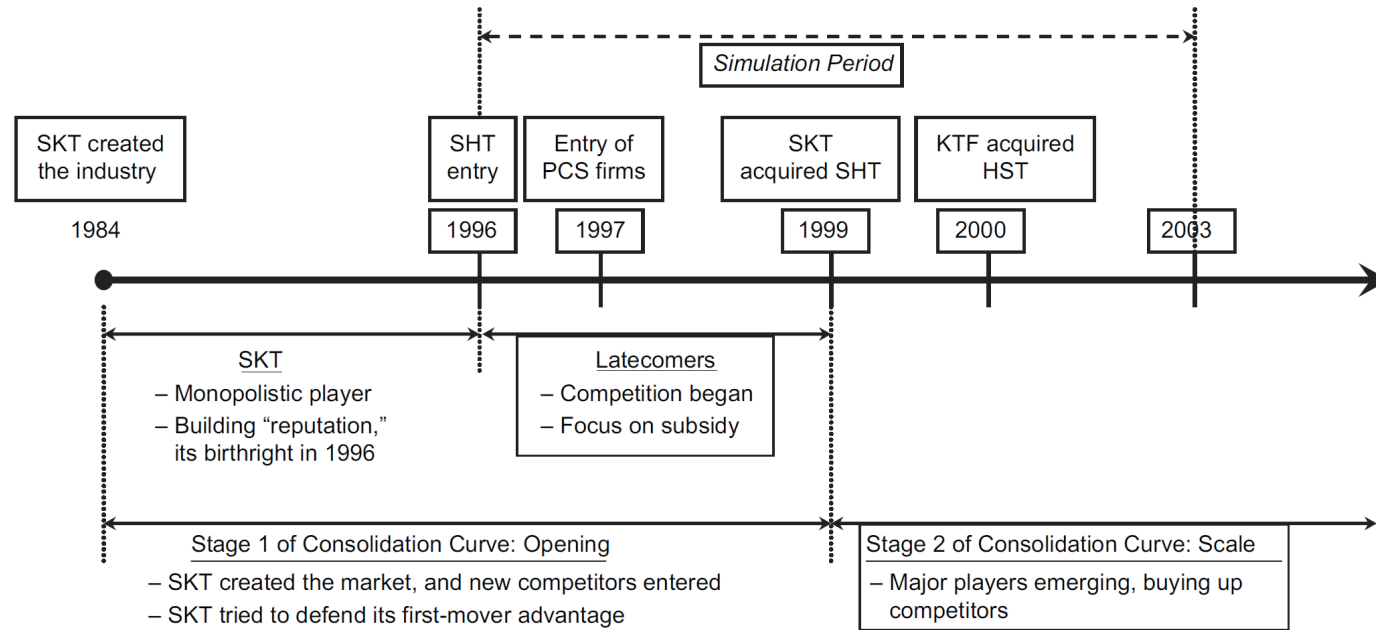 Simulation Period
SKT created
the industry
SHT
entry
Entry of
PCS firms
SKT
acquired SHT
KTF acquired
HST
1984
1996
1997
1999
2000
2003
SKT
– Monopolistic player
– Building “reputation,”
its birthright in 1996
Latecomers
– Competition began
– Focus on subsidy
Stage 1 of Consolidation Curve: Opening
– SKT created the market, and new competitors entered
– SKT tried to defend its first-mover advantage
Stage 2 of Consolidation Curve: Scale
– Major players emerging, buying up
competitors